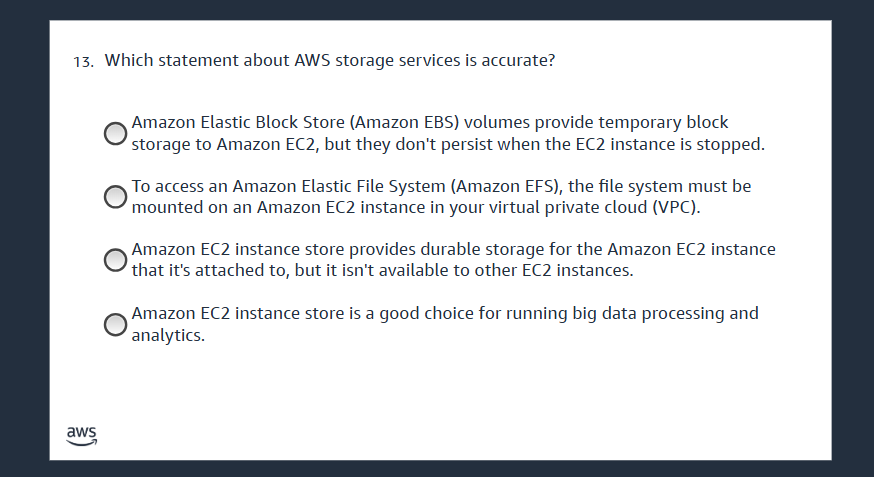 13. Which statement about AWS storage services is accurate?
Amazon Elastic Block Store (Amazon EBS) volumes provide temporary block
storage to Amazon EC2, but they don't persist when the EC2 instance is stopped.
To access an Amazon Elastic File System (Amazon EFS), the file system must be
mounted on an Amazon EC2 instance in your virtual private cloud (VPC).
Amazon EC2 instance store provides durable storage for the Amazon EC2 instance
that it's attached to, but it isn't available to other EC2 instances.
Amazon EC2 instance store is a good choice for running big data processing and
analytics.
aws